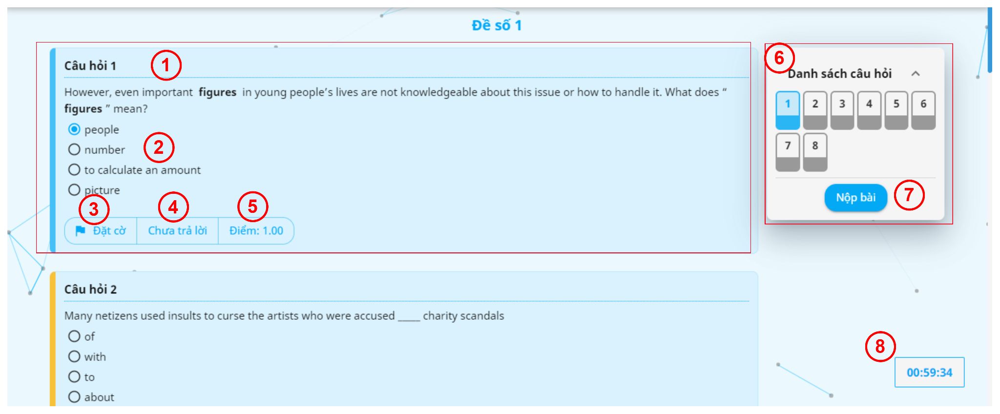 Đề số 1
Câu hỏi 1
1
However, even important figures in young people’s lives are not knowledgeable about this issue or how to handle it. What does “
figures ” mean?
people
number
2
to calculate an amount
picture
3
4
5
Đặt cờ
Chưa trả lời
Điểm: 1.00
6
Danh sách câu hỏi
1 2 3 4 5 6
7 8
Nộp bài
7
Câu hỏi 2
Many netizens used insults to curse the artists who were accused ____ charity scandals
of
with
to
about
8
00:59:34